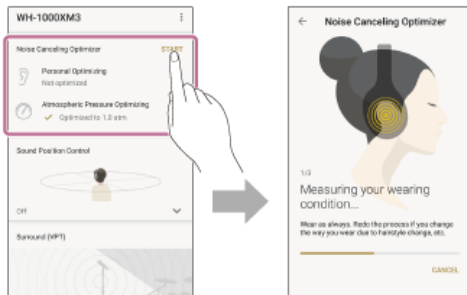 WH-1000XM3
Noise Canceling Optimizer START
Personal Optimizing
Not optimized
Atmospheric Pressure Optimizing
Optimized to 1.0 atm
Sound Position Control
Off
Surround (VPT)
Noise Canceling Optimizer
1/3
Measuring your wearing
condition...
Wear as always. Redo the process if you change
the way you wear due to hairstyle change, etc.
CANCEL